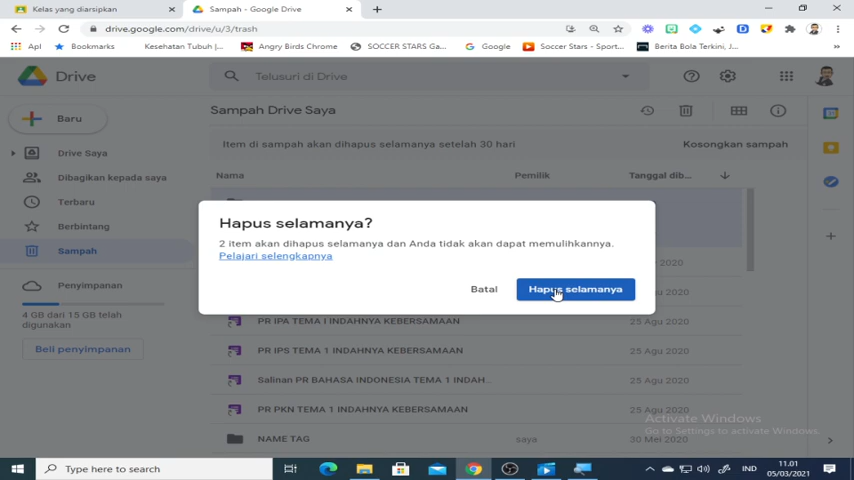 Kelas yang diarsipkan
Sampah - Google Drive
drive.google.com/drive/u/3/trash
Apl
Bookmarks
Kesehatan Tubuh |...
Angry Birds Chrome
SOCCER STARS Ga...
Google
Soccer Stars - Sport...
Berita Bola Terkini, J...
Drive
Telusuri di Drive
Baru
Sampah Drive Saya
Item di sampah akan dihapus selamanya setelah 30 hari
Kosongkan sampah
Drive Saya
Dibagikan kepada saya
Terbaru
Berbintang
Sampah
Penyimpanan
4 GB dari 15 GB telah
digunakan
Beli penyimpanan
Nama
Pemilik
Tanggal dib...
Hapus selamanya?
2 item akan dihapus selamanya dan Anda tidak akan dapat memulihkannya.
Pelajari selengkapnya
Batal
Hapus selamanya
2020
2020
PR IPA TEMA I INDAHNYA KEBERSAMAAN
25 Agu 2020
PR IPS TEMA 1 INDAHNYA KEBERSAMAAN
25 Agu 2020
Salinan PR BAHASA INDONESIA TEMA 1 INDAH...
25 Agu 2020
PR PKN TEMA 1 INDAHNYA KEBERSAMAAN
25 Agu 2020
NAME TAG
saya
30 Mei 2020
Activate Windows
Go to Settings to activate Windows.
Type here to search
IND
11.01
05/03/2021